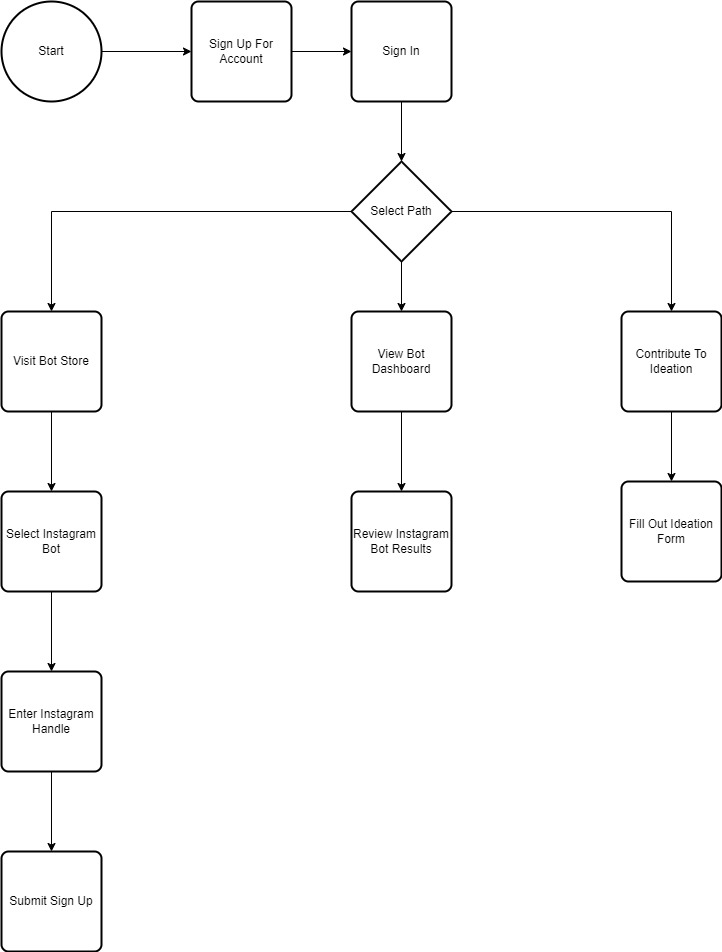 Start
Sign Up For
Account
Sign In
Select Path
Visit Bot Store
View Bot
Dashboard
Contribute To
Ideation
Select Instagram
Bot
Review Instagram
Bot Results
Fill Out Ideation
Form
Enter Instagram
Handle
Submit Sign Up